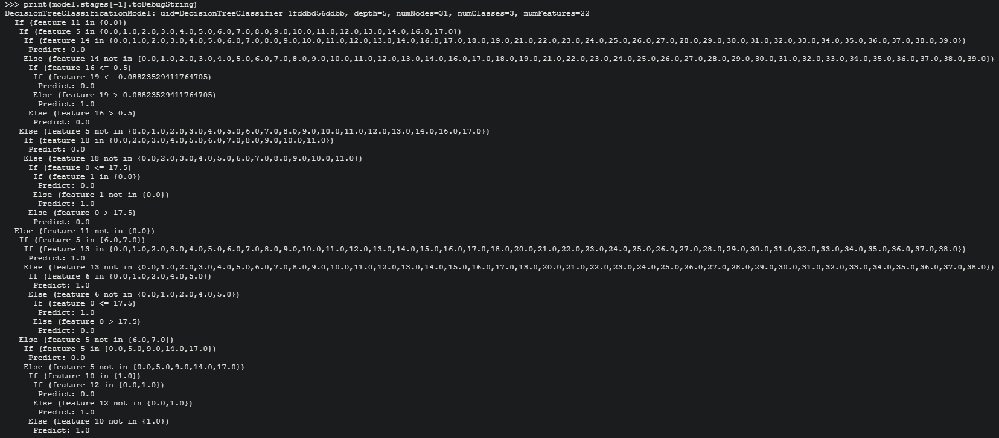 >>> print(model.stages[-1].toDebugString)
DecisionTreeClassificationModel: uid=DecisionTreeClassifier_1fddbd56ddbb, depth=5, numNodes=31, numClasses=3, numFeatures=22
  If (feature 11 in {0.0})
   If (feature 5 in {0.0,1.0,2.0,3.0,4.0,5.0,6.0,7.0,8.0,9.0,10.0,11.0,12.0,13.0,14.0,16.0,17.0})
    If (feature 14 in {0.0,1.0,2.0,3.0,4.0,5.0,6.0,7.0,8.0,9.0,10.0,11.0,12.0,13.0,14.0,16.0,17.0,18.0,19.0,21.0,22.0,23.0,24.0,25.0,26.0,27.0,28.0,29.0,30.0,31.0,32.0,33.0,34.0,35.0,36.0,37.0,38.0,39.0})
     Predict: 0.0
    Else (feature 14 not in {0.0,1.0,2.0,3.0,4.0,5.0,6.0,7.0,8.0,9.0,10.0,11.0,12.0,13.0,14.0,16.0,17.0,18.0,19.0,21.0,22.0,23.0,24.0,25.0,26.0,27.0,28.0,29.0,30.0,31.0,32.0,33.0,34.0,35.0,36.0,37.0,38.0,39.0})
     If (feature 16 <= 0.5)
      If (feature 19 <= 0.08823529411764705)
       Predict: 0.0
      Else (feature 19 > 0.08823529411764705)
       Predict: 1.0
     Else (feature 16 > 0.5)
      Predict: 0.0
   Else (feature 5 not in {0.0,1.0,2.0,3.0,4.0,5.0,6.0,7.0,8.0,9.0,10.0,11.0,12.0,13.0,14.0,16.0,17.0})
    If (feature 18 in {0.0,2.0,3.0,4.0,5.0,6.0,7.0,8.0,9.0,10.0,11.0})
     Predict: 0.0
    Else (feature 18 not in {0.0,2.0,3.0,4.0,5.0,6.0,7.0,8.0,9.0,10.0,11.0})
     If (feature 0 <= 17.5)
      If (feature 1 in {0.0})
       Predict: 0.0
      Else (feature 1 not in {0.0})
       Predict: 1.0
     Else (feature 0 > 17.5)
      Predict: 0.0
  Else (feature 11 not in {0.0})
   If (feature 5 in {6.0,7.0})
    If (feature 13 in {0.0,1.0,2.0,3.0,4.0,5.0,6.0,7.0,8.0,9.0,10.0,11.0,12.0,13.0,14.0,15.0,16.0,17.0,18.0,20.0,21.0,22.0,23.0,24.0,25.0,26.0,27.0,28.0,29.0,30.0,31.0,32.0,33.0,34.0,35.0,36.0,37.0,38.0})
     Predict: 1.0
    Else (feature 13 not in {0.0,1.0,2.0,3.0,4.0,5.0,6.0,7.0,8.0,9.0,10.0,11.0,12.0,13.0,14.0,15.0,16.0,17.0,18.0,20.0,21.0,22.0,23.0,24.0,25.0,26.0,27.0,28.0,29.0,30.0,31.0,32.0,33.0,34.0,35.0,36.0,37.0,38.0})
     If (feature 6 in {0.0,1.0,2.0,4.0,5.0})
      Predict: 1.0
     Else (feature 6 not in {0.0,1.0,2.0,4.0,5.0})
      If (feature 0 <= 17.5)
       Predict: 1.0
      Else (feature 0 > 17.5)
       Predict: 0.0
   Else (feature 5 not in {6.0,7.0})
    If (feature 5 in {0.0,5.0,9.0,14.0,17.0})
     Predict: 0.0
    Else (feature 5 not in {0.0,5.0,9.0,14.0,17.0})
     If (feature 10 in {1.0})
      If (feature 12 in {0.0,1.0})
       Predict: 0.0
      Else (feature 12 not in {0.0,1.0})
       Predict: 1.0
     Else (feature 10 not in {1.0})
      Predict: 1.0